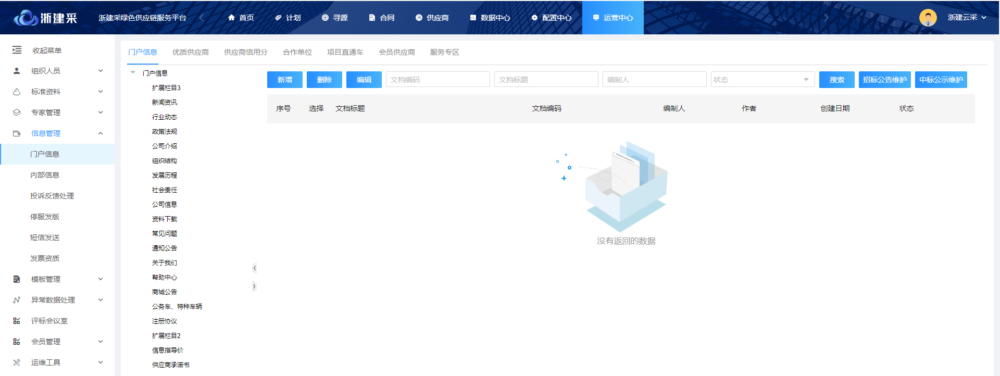 浙建采 浙建采绿色供应链服务平台 首页 计划 寻源 合同 供应商 数据中心 配置中心 运营中心 浙建云采
收起菜单
组织人员
标准资料
专家管理
信息管理
门户信息
内部信息
投诉反馈处理
停服发版
短信发送
发票资质
模板管理
异常数据处理
评标会议室
会员管理
运维工具
门户信息 优质供应商 供应商信用分 合作单位 项目直通车 会员供应商 服务专区
门户信息
扩展栏目3
新闻资讯
行业动态
政策法规
公司介绍
组织结构
发展历程
社会责任
公司信息
资料下载
常见问题
通知公告
关于我们
帮助中心
商城公告
公务车、特种车辆
注册协议
扩展栏目2
信息指导价
供应商承诺书
新增 删除 编辑 文档编码 文档标题 编制人 状态 搜索 招标公告维护 中标公示维护
序号 选择 文档标题 文档编码 编制人 作者 创建日期 状态
没有返回的数据